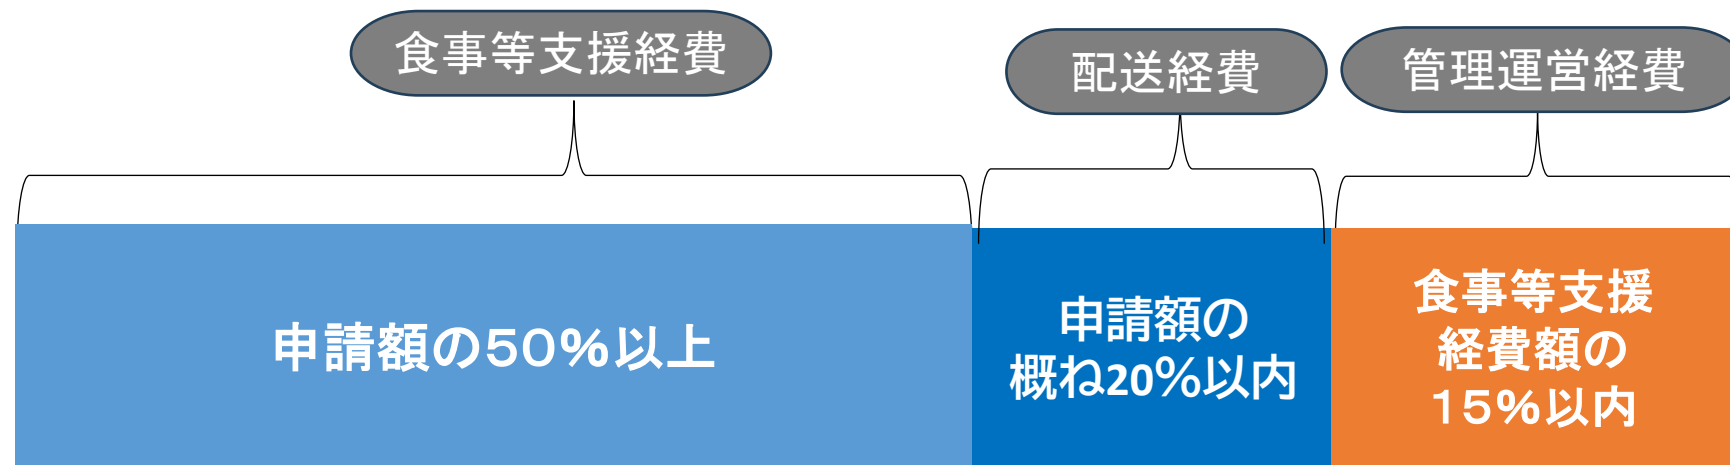 食事等支援経費
配送経費
管理運営経費
申請額の50%以上
申請額の
概ね20%以内
食事等支援
経費額の
15%以内